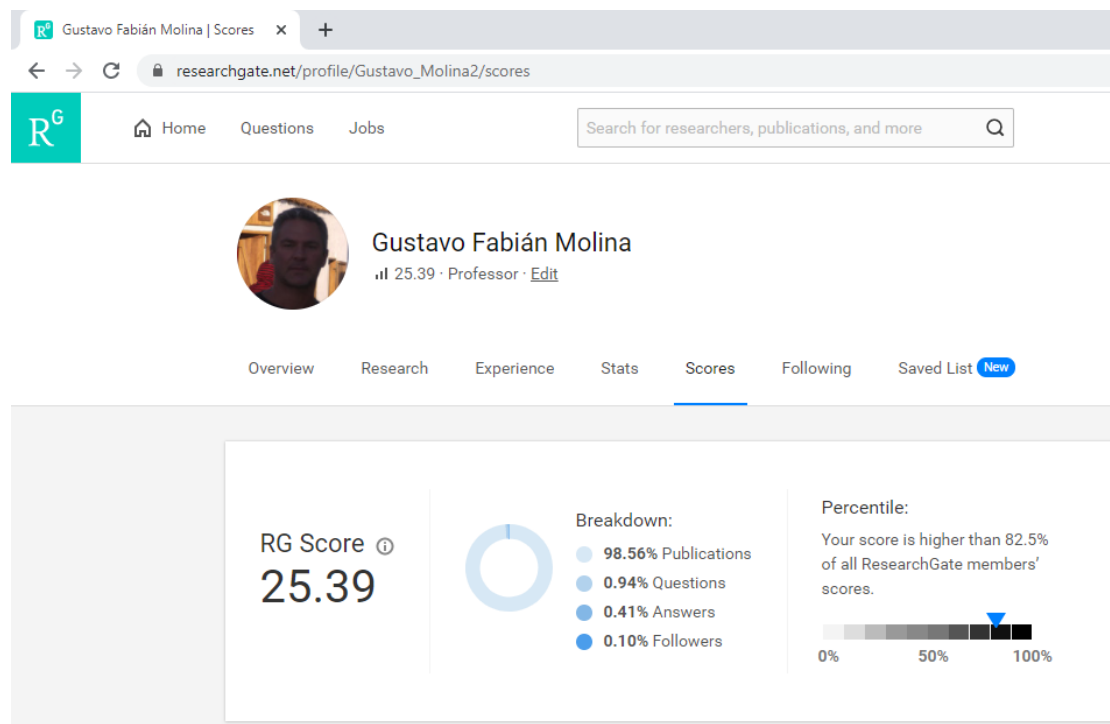 Gustavo Fabián Molina | Scores
researchgate.net/profile/Gustavo_Molina2/scores
RG
Home Questions Jobs
Search for researchers, publications, and more
Gustavo Fabián Molina
25.39 · Professor · Edit
Overview Research Experience Stats Scores Following Saved List New
RG Score
25.39
Breakdown:
98.56% Publications
0.94% Questions
0.41% Answers
0.10% Followers
Percentile:
Your score is higher than 82.5%
of all ResearchGate members'
scores.
0% 50% 100%